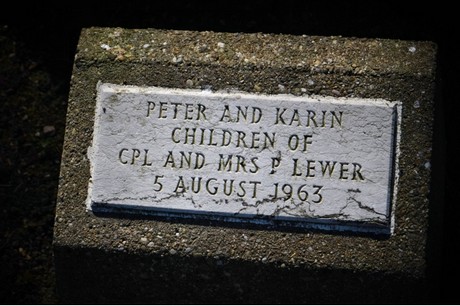 PETER AND KARIN
CHILDREN OF
CPL AND MRS P LEWER
5 AUGUST 1963